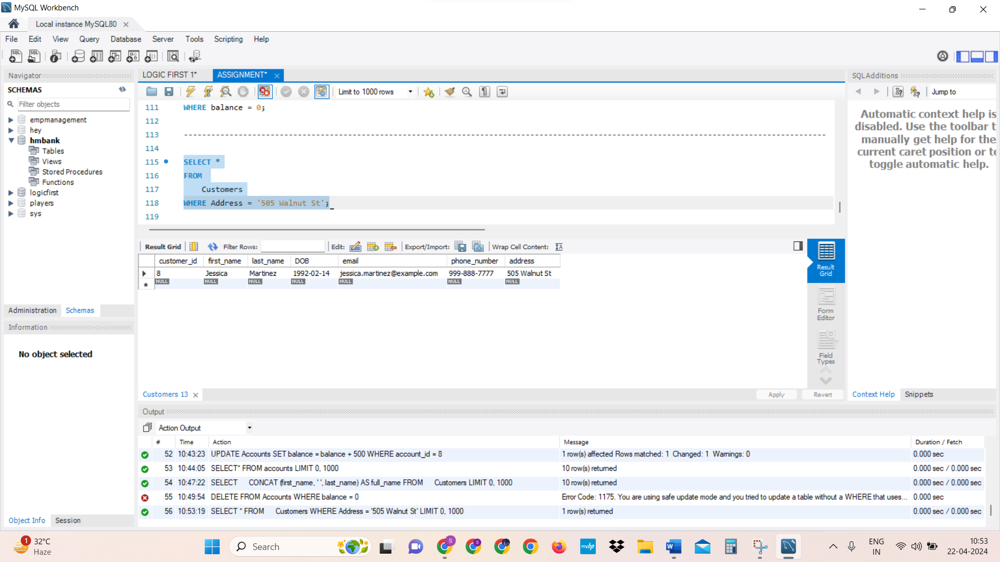 MySQL Workbench
Local instance MySQL80
File Edit View Query Database Server Tools Scripting Help
Navigator
SCHEMAS
Filter objects
empmanagement
hey
hmbank
Tables
Views
Stored Procedures
Functions
logicfirst
players
sys
Administration Schemas
Information
No object selected
Object Info Session
LOGIC FIRST 1* ASSIGNMENT*
Limit to 1000 rows
111 WHERE balance = 0;
112
113 ------------------------------------------------------------------------------------------------------------------------------------------------
114
115 SELECT *
116 FROM
117 Customers
118 WHERE Address = '505 Walnut St';
119
Result Grid Filter Rows: Edit: Export/Import: Wrap Cell Content:
customer_id first_name last_name DOB email phone_number address
8 Jessica Martinez 1992-02-14 jessica.martinez@example.com 999-888-7777 505 Walnut St
NULL NULL NULL NULL NULL NULL NULL
Result
Grid
Form
Editor
Field
Types
Customers 13
Apply Revert
SQLAdditions
Jump to
Automatic context help is
disabled. Use the toolbar t
manually get help for the
current caret position or to
toggle automatic help.
Context Help Snippets
Output
Action Output
# Time Action Message Duration / Fetch
52 10:43:23 UPDATE Accounts SET balance = balance + 500 WHERE account_id = 8 1 row(s) affected Rows matched: 1 Changed: 1 Warnings: 0 0.000 sec
53 10:44:05 SELECT* FROM accounts LIMIT 0, 1000 10 row(s) returned 0.000 sec / 0.000 sec
54 10:47:22 SELECT CONCAT (first_name, ' ', last_name) AS full_name FROM Customers LIMIT 0, 1000 10 row(s) returned 0.000 sec / 0.000 sec
55 10:49:54 DELETE FROM Accounts WHERE balance = 0 Error Code: 1175. You are using safe update mode and you tried to update a table without a WHERE that uses... 0.000 sec
56 10:53:19 SELECT * FROM Customers WHERE Address = '505 Walnut St' LIMIT 0, 1000 1 row(s) returned 0.000 sec / 0.000 sec
1
32°C
Haze
Search
ENG
IN
10:53
22-04-2024